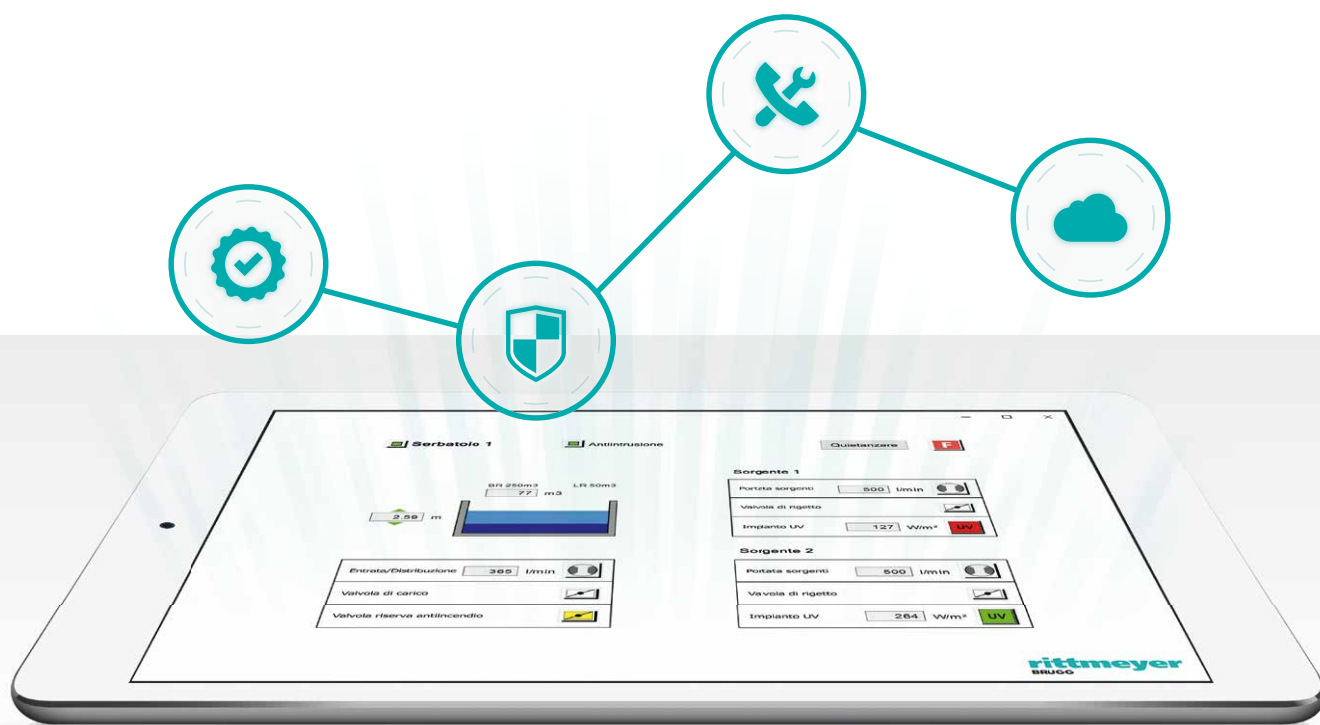 Serbatoio 1
Antiintrusione
Quietanzare
F
BR 250m3
LR 50m3
77 m3
2.59 m
Entrata/Distribuzione 365 l/min
Valvola di carico
Valvola riserva antiincendio
Sorgente 1
Portata sorgenti 500 l/min
Valvola di rigetto
Impianto UV 127 W/m² UV
Sorgente 2
Portata sorgenti 500 l/min
Vavola di rigetto
Impianto UV 264 W/m² UV
rittmeyer
BRUGG